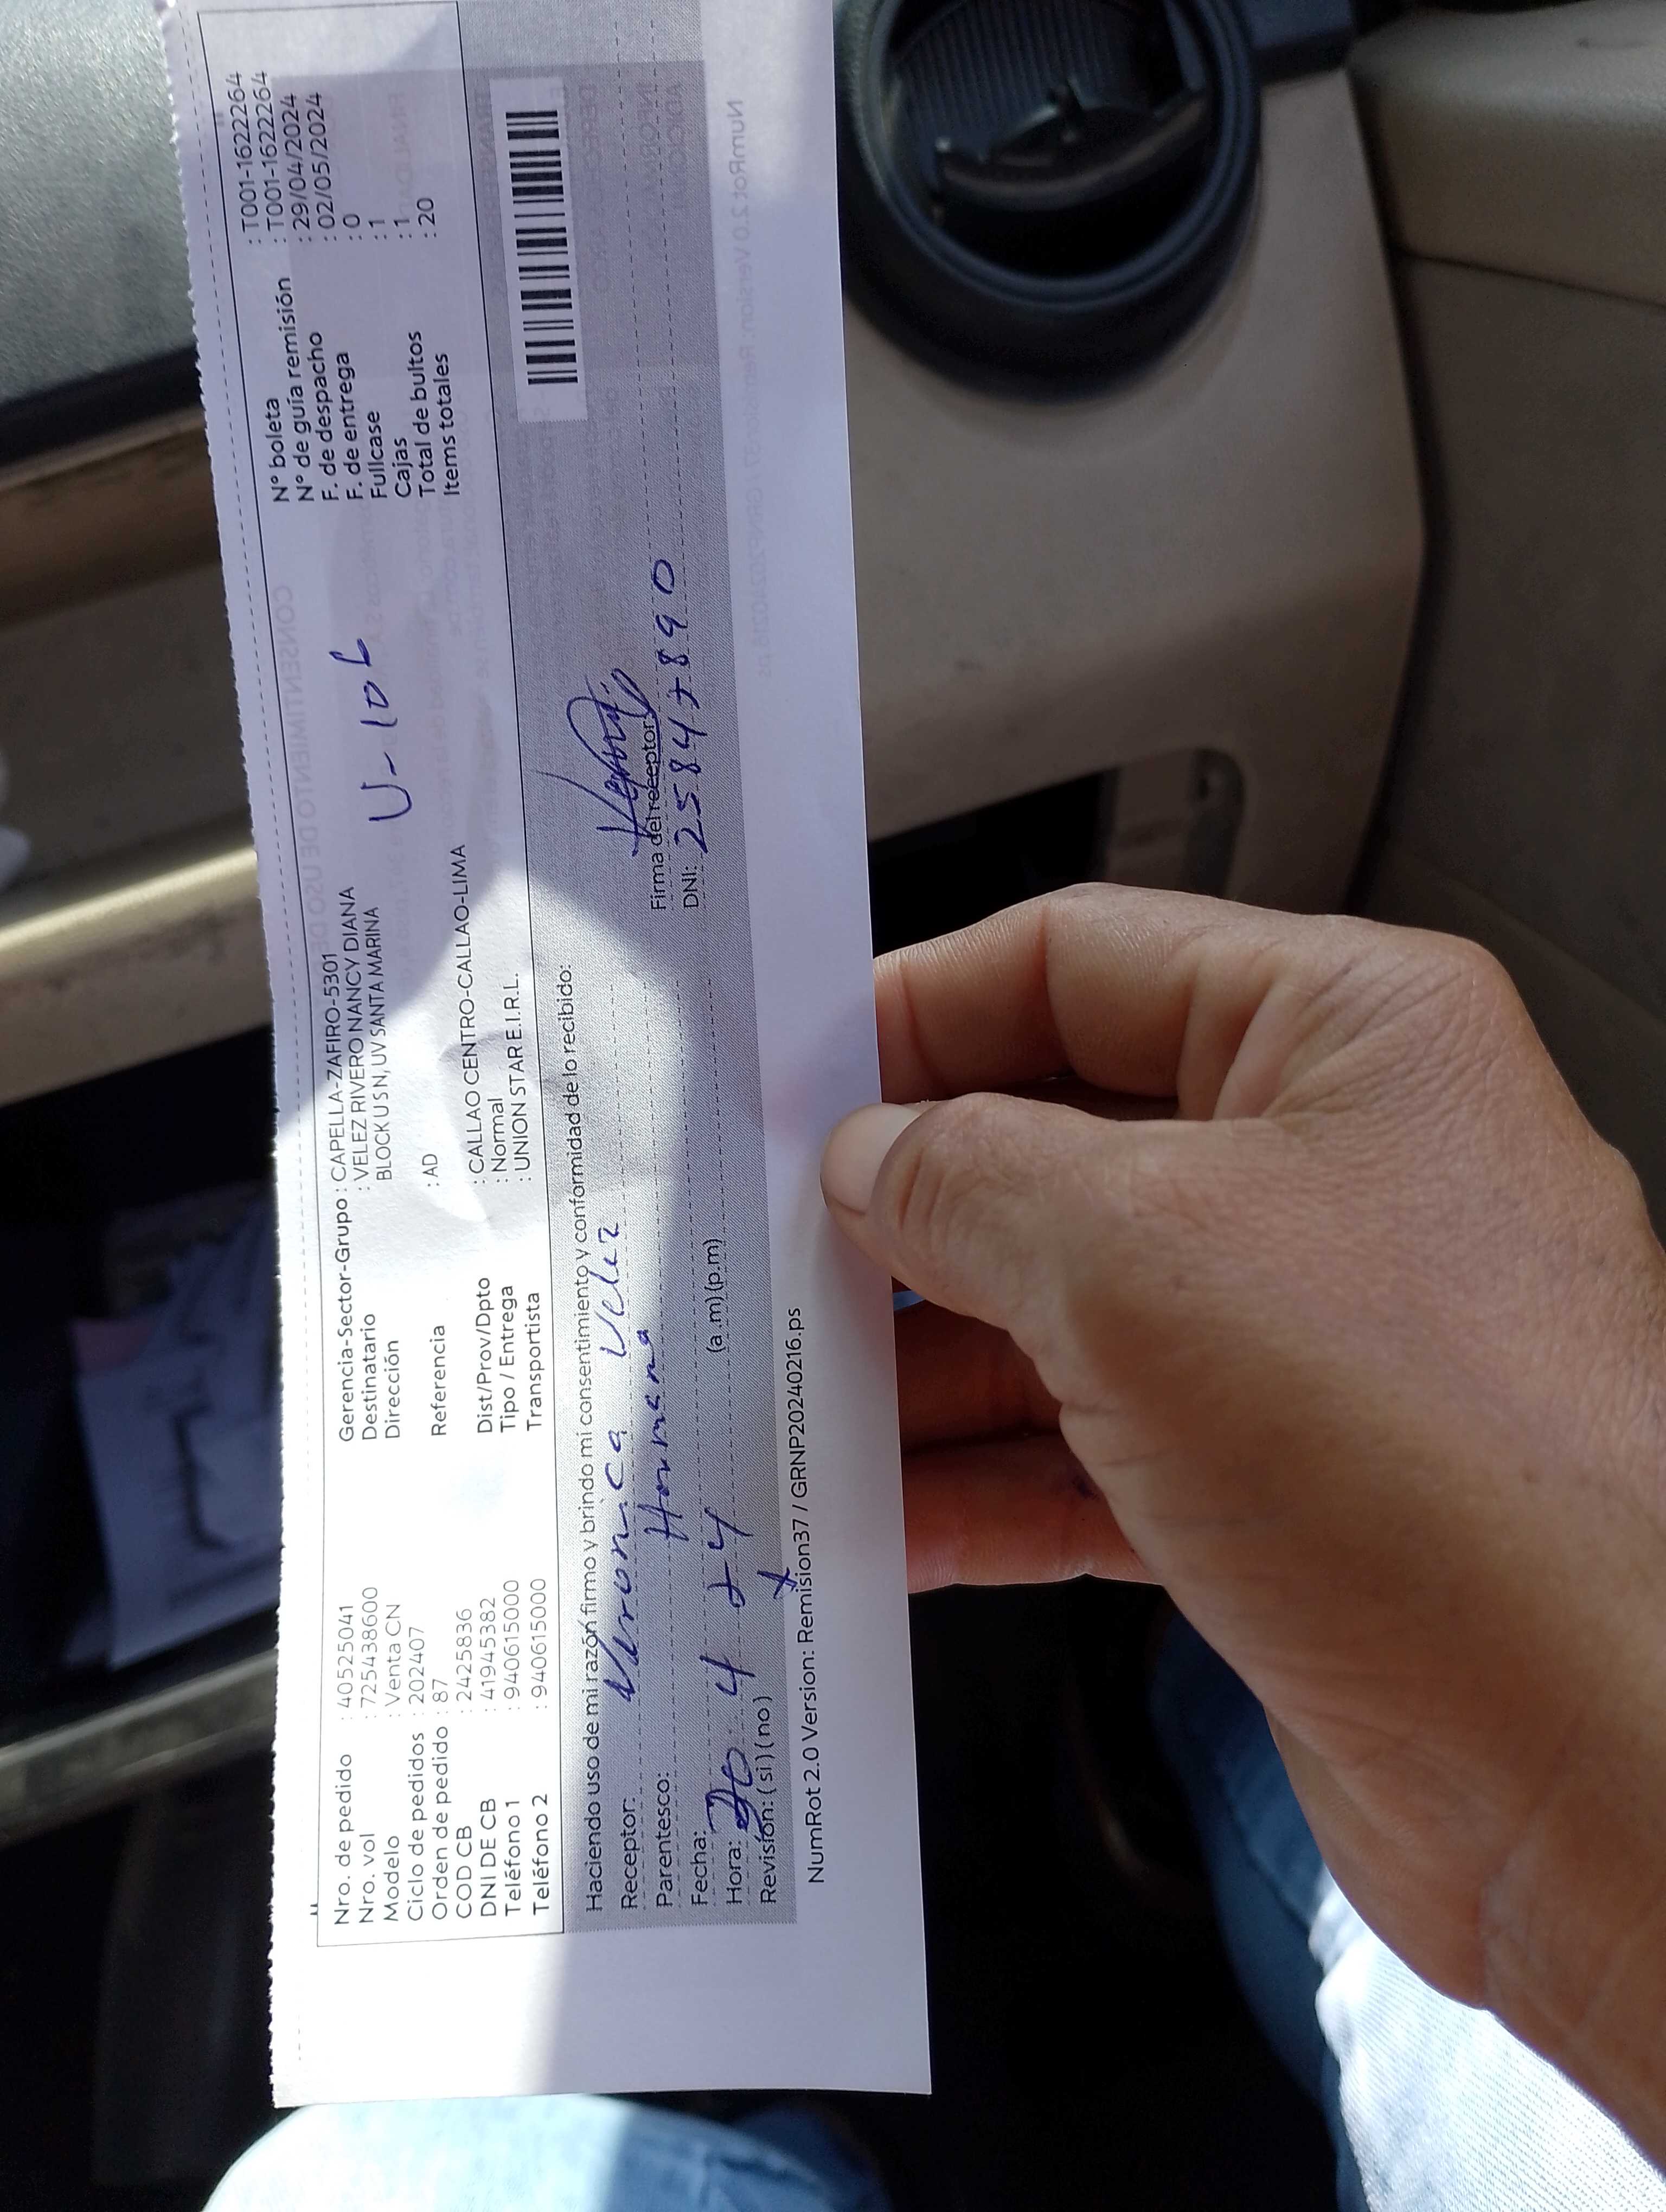 Nro. de pedido : 40525041
Nro. vol : 72543860​0
Modelo : Venta CN
Ciclo de pedidos : 202407
Orden de pedido : 87
COD CB : 2425836
DNI DE CB : 41945382
Teléfono 1 : 940615000
Teléfono 2 : 940615000
Gerencia-Sector-Grupo : CAPELLA-ZAFIRO-5301
Destinatario : VELEZ RIVERO NANCY DIANA
Dirección BLOCK U SN, UV SANTA MARINA
Referencia : AD
Dist/Prov/Dpto : CALLAO CENTRO-CALLAO-LIMA
Tipo / Entrega : Normal
Transportista : UNION STAR E.I.R.L.
U-106
N° boleta : T001-1622264
N° de guía remisión : T001-1622264
F. de despacho : 29/04/2024
F. de entrega : 02/05/2024
Fullcase : 0
Cajas : 1
Total de bultos : 1
Items totales : 20
Haciendo uso de mi razón firmo y brindo mi consentimiento y conformidad de lo recibido:
Receptor: Veronica Velez
Parentesco: Hermana
Fecha: 30 4 24
Hora: (a.m) (p.m)
Revisión: (si) (no)
Firma del receptor
DNI: 25847890
NumRot 2.0 Version: Remision37 / GRNP20240216.ps